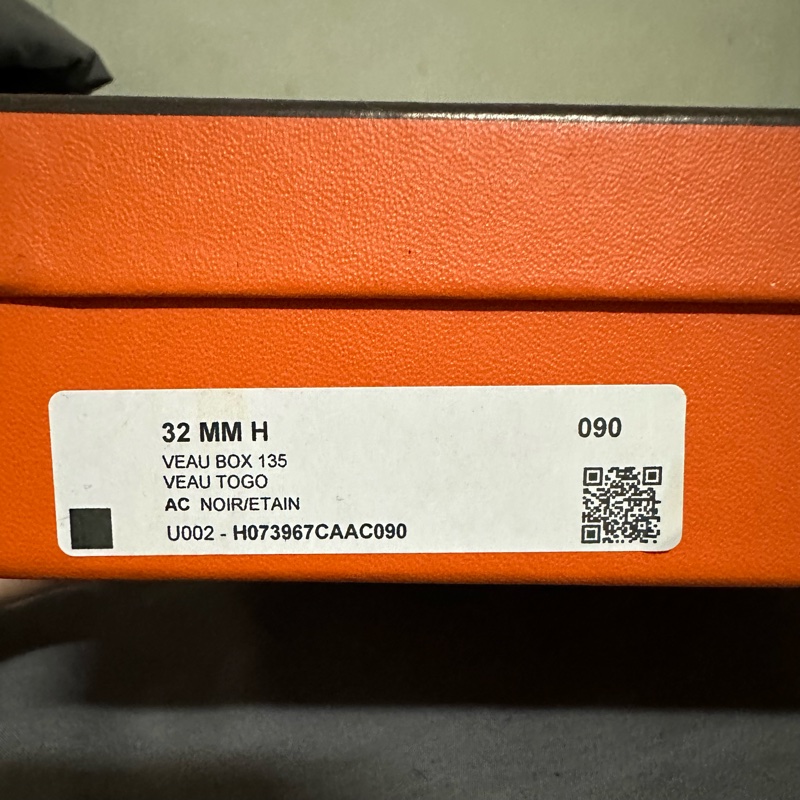 32 MM H
090
VEAU BOX 135
VEAU TOGO
AC NOIR/ETAIN
U002 - H073967CAAC090